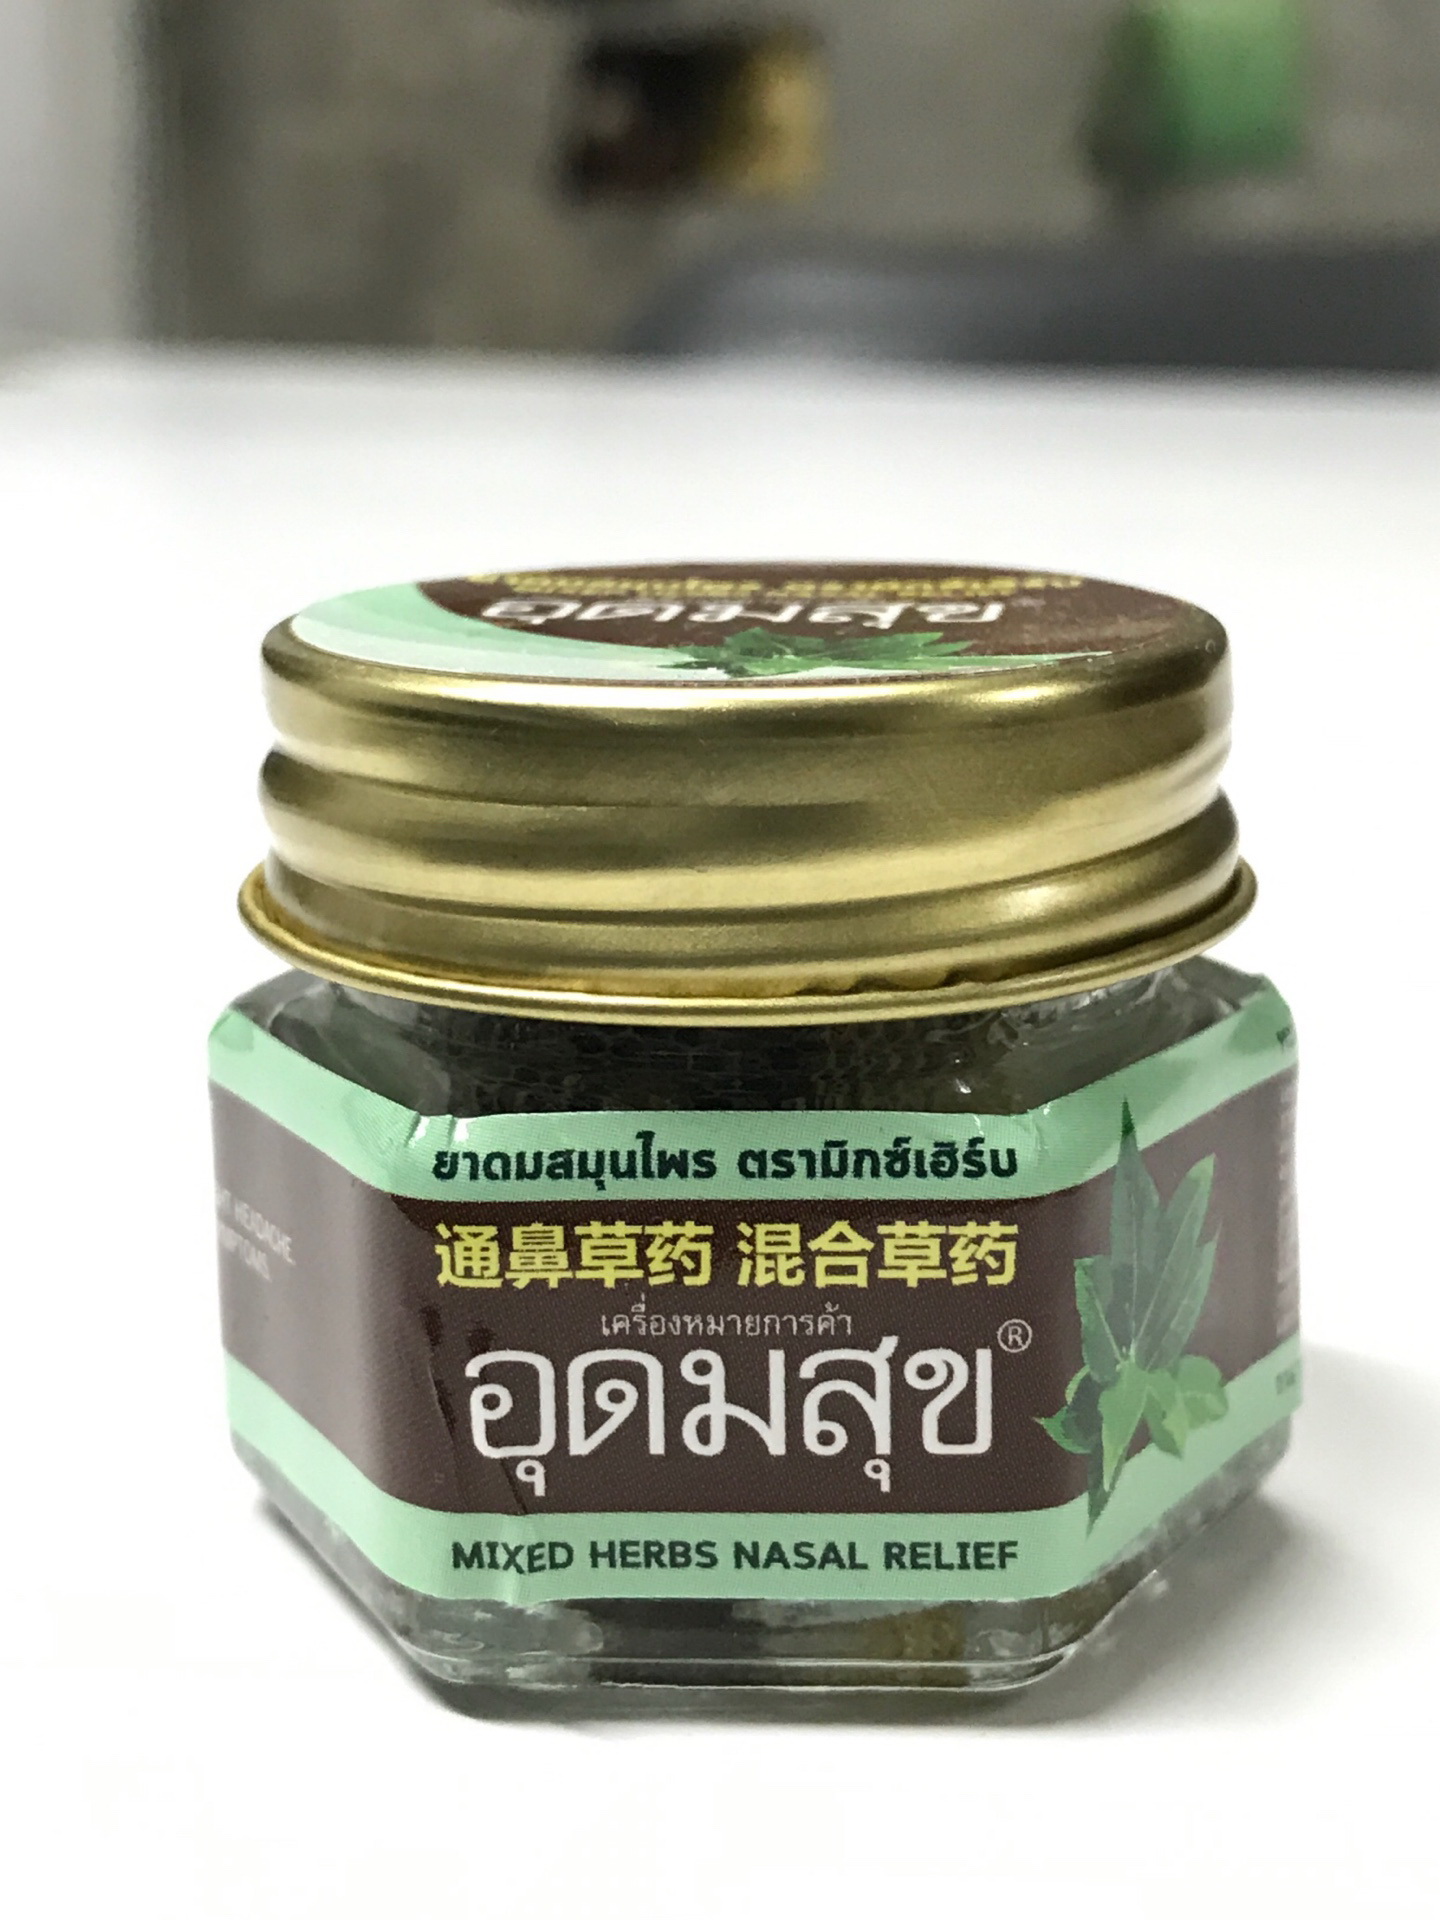 ยาดมสมุนไพร ตรามิกซ์เฮิร์บ
通鼻草药 混合草药
เครื่องหมายการค้า
อุดมสุข®
MIXED HERBS NASAL RELIEF
HEADACHE